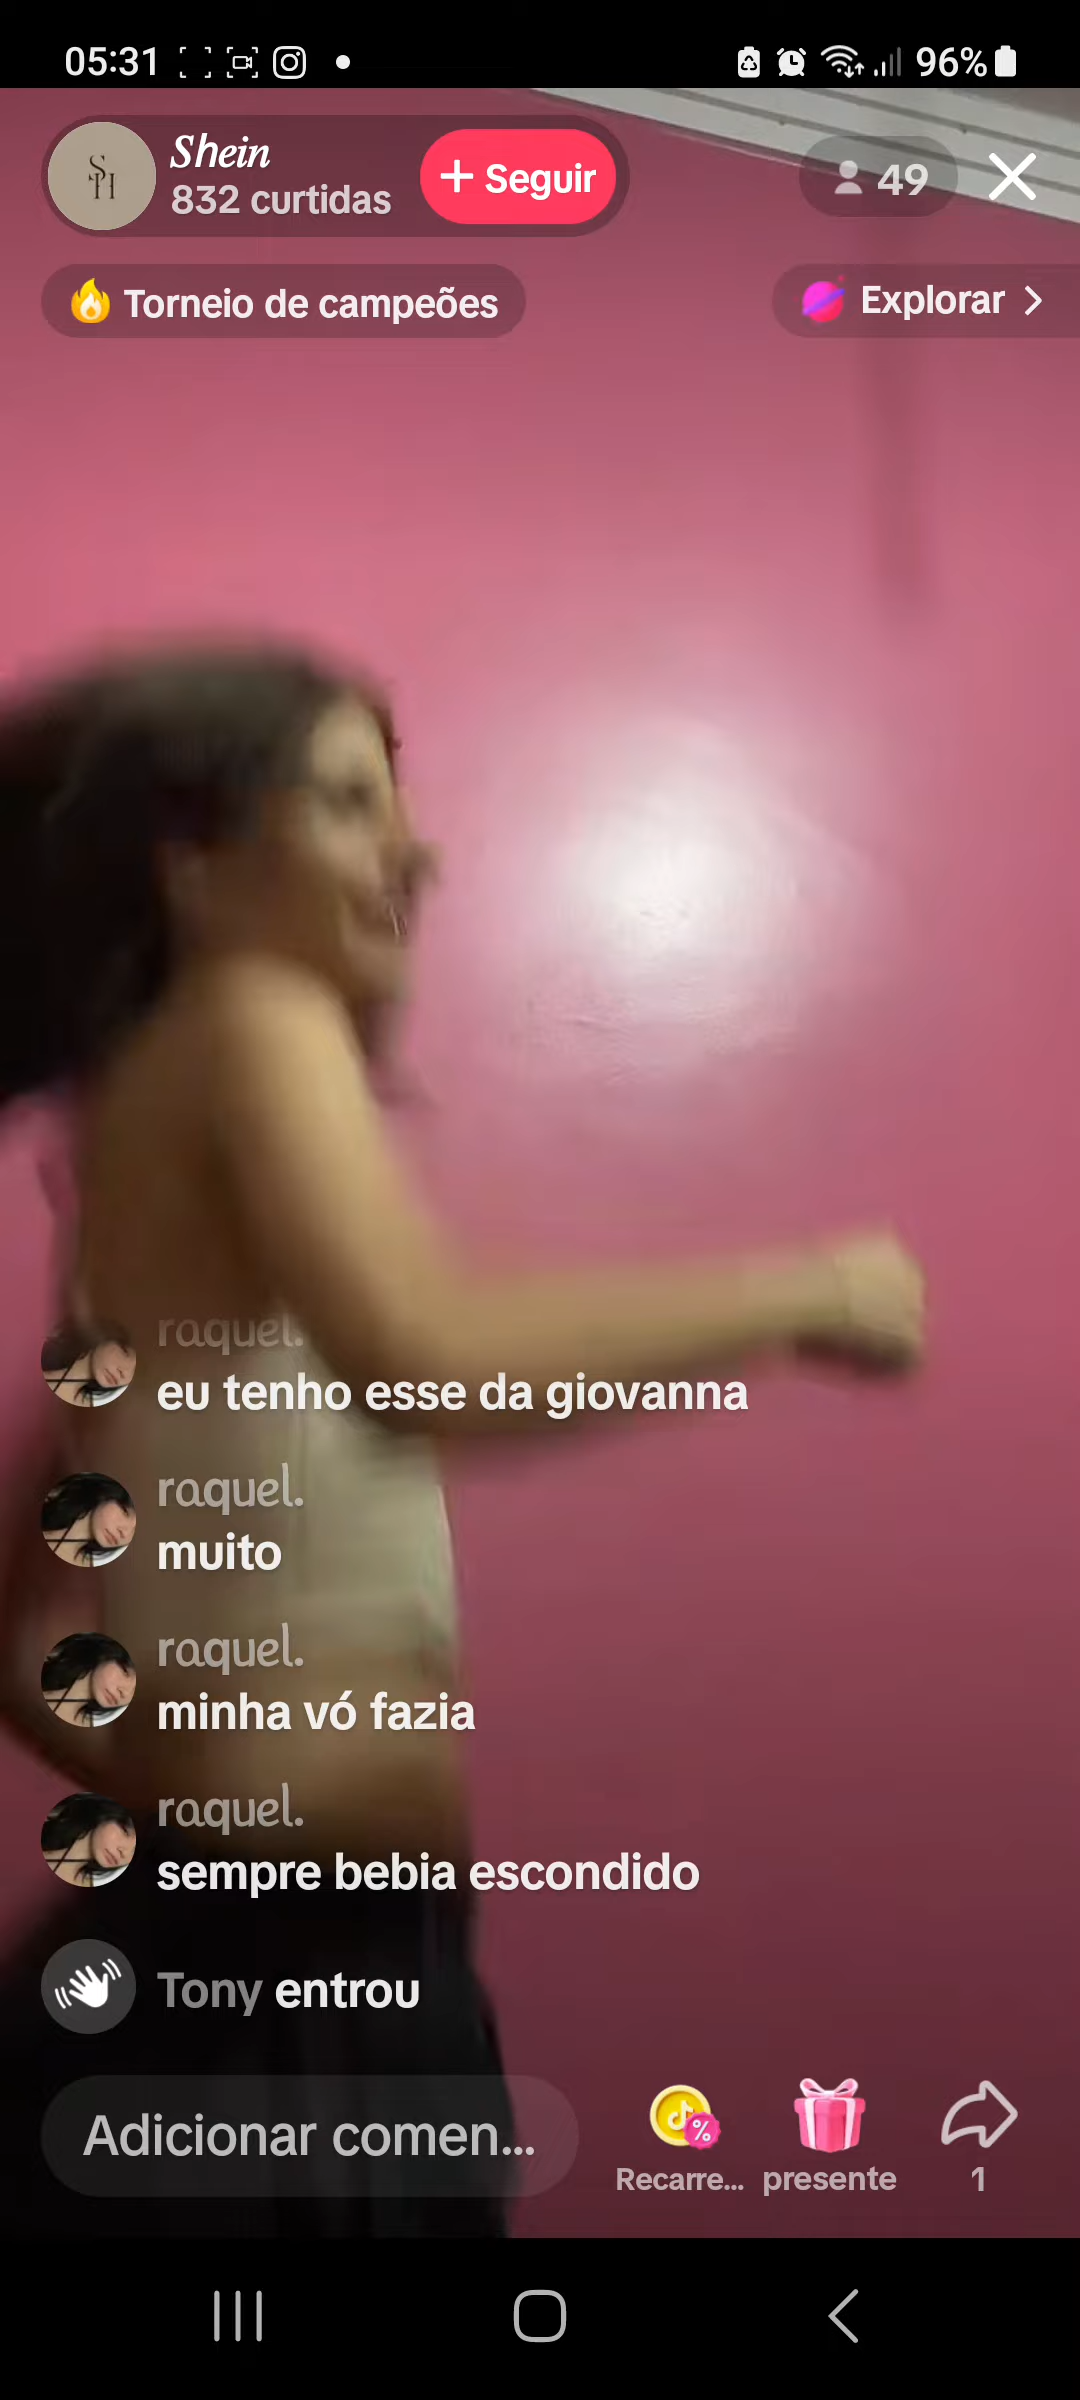 05:31
96%
SH
Shein
832 curtidas
+ Seguir
49
Torneio de campeões
Explorar
raquel.
eu tenho esse da giovanna
raquel.
muito
raquel.
minha vó fazia
raquel.
sempre bebia escondido
Tony entrou
Adicionar comen...
Recarre...
presente
1